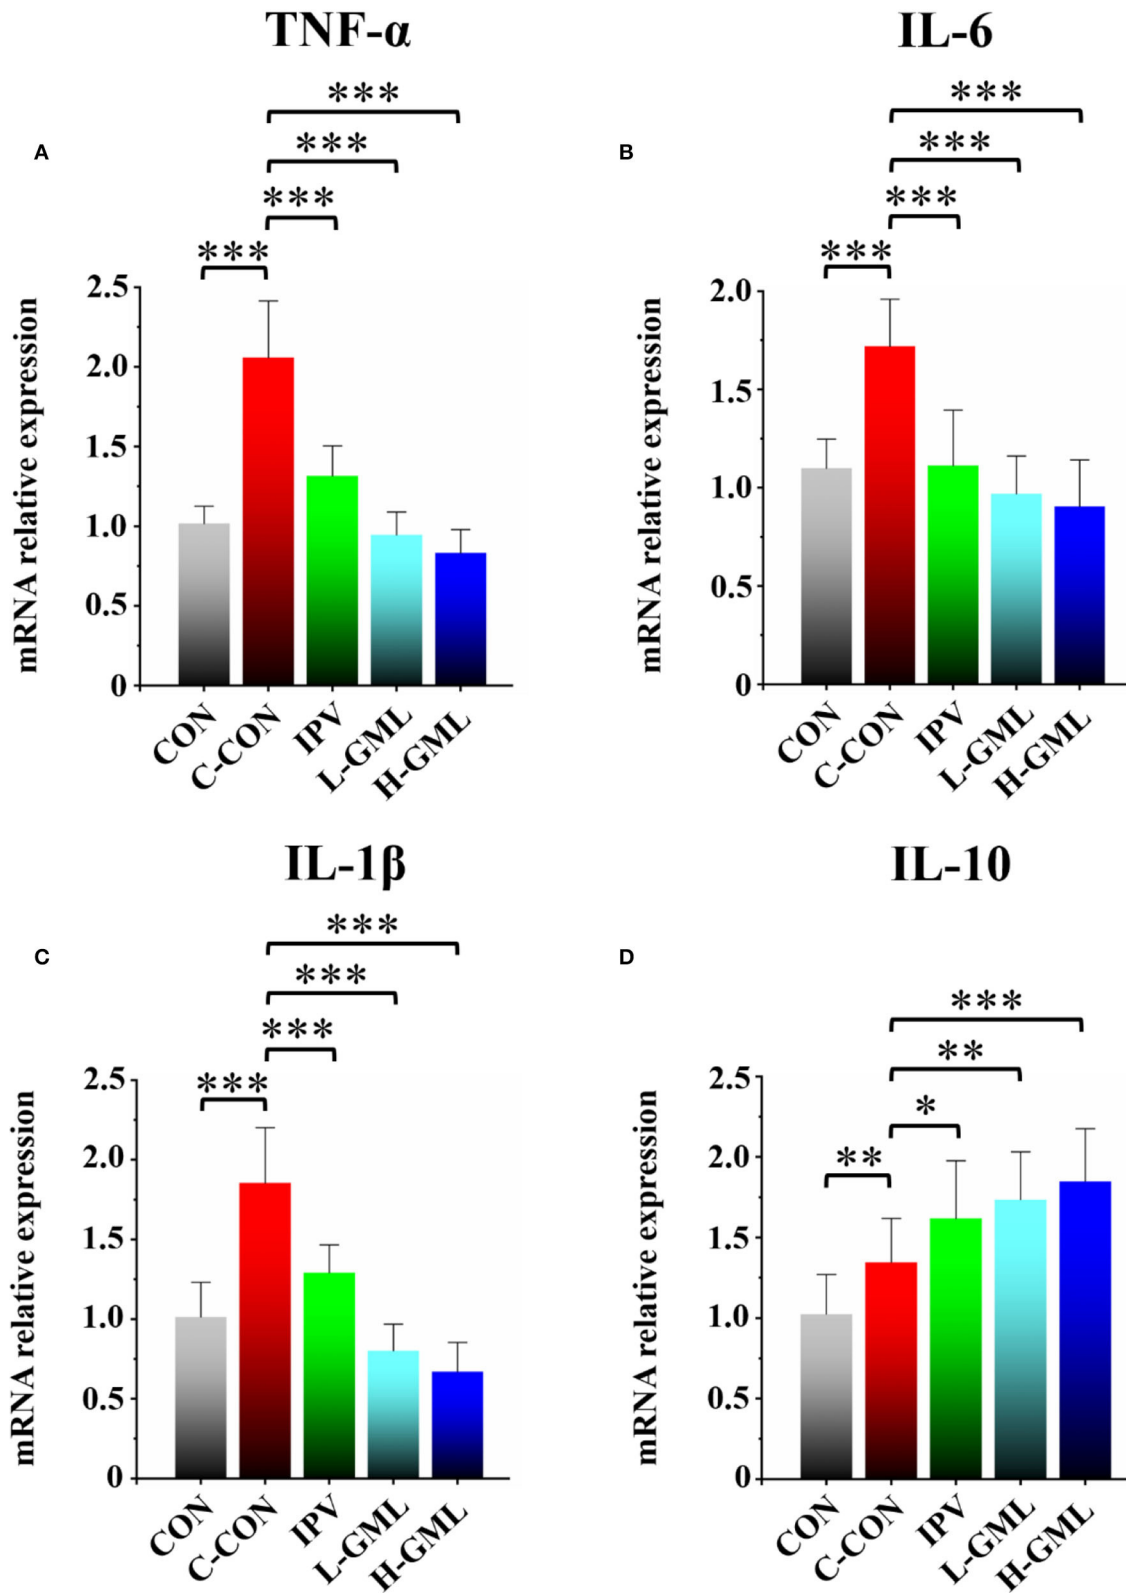 TNF-α
A
***
***
***
***
mRNA relative expression
2.5
2.0
1.5
1.0
0.5
0
CON
C-CON
IPV
L-GML
H-GML
IL-6
B
***
***
***
***
mRNA relative expression
2.0
1.5
1.0
0.5
0
CON
C-CON
IPV
L-GML
H-GML
IL-1β
C
***
***
***
***
mRNA relative expression
2.5
2.0
1.5
1.0
0.5
0
CON
C-CON
IPV
L-GML
H-GML
IL-10
D
***
**
*
**
mRNA relative expression
2.5
2.0
1.5
1.0
0.5
0
CON
C-CON
IPV
L-GML
H-GML